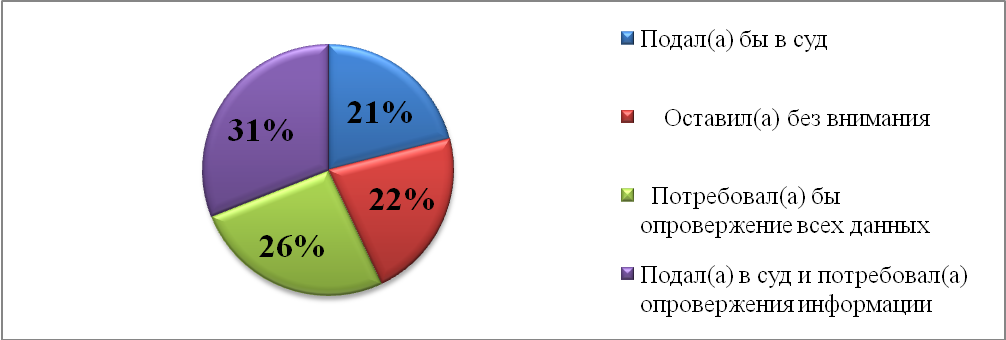 21%
22%
26%
31%
Подал(а) бы в суд
Оставил(а) без внимания
Потребовал(а) бы
опровержение всех данных
Подал(а) в суд и потребовал(а)
опровержения информации